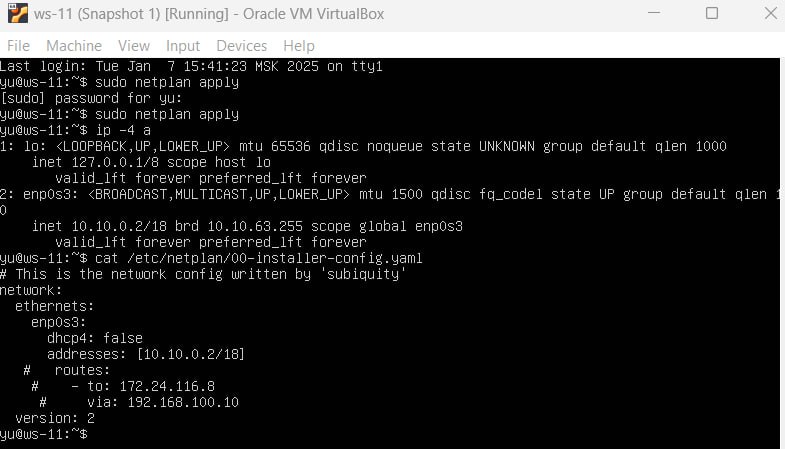 ws-11 (Snapshot 1) [Running] - Oracle VM VirtualBox
File Machine View Input Devices Help
Last login: Tue Jan  7 15:41:23 MSK 2025 on tty1
yu@ws-11:~$ sudo netplan apply
[sudo] password for yu:
yu@ws-11:~$ sudo netplan apply
yu@ws-11:~$ ip -4 a
1: lo: <LOOPBACK,UP,LOWER_UP> mtu 65536 qdisc noqueue state UNKNOWN group default qlen 1000
    inet 127.0.0.1/8 scope host lo
       valid_lft forever preferred_lft forever
2: enp0s3: <BROADCAST,MULTICAST,UP,LOWER_UP> mtu 1500 qdisc fq_codel state UP group default qlen 1
0
    inet 10.10.0.2/18 brd 10.10.63.255 scope global enp0s3
       valid_lft forever preferred_lft forever
yu@ws-11:~$ cat /etc/netplan/00-installer-config.yaml
# This is the network config written by 'subiquity'
network:
  ethernets:
    enp0s3:
      dhcp4: false
      addresses: [10.10.0.2/18]
   #   routes:
    #    - to: 172.24.116.8
     #     via: 192.168.100.10
  version: 2
yu@ws-11:~$